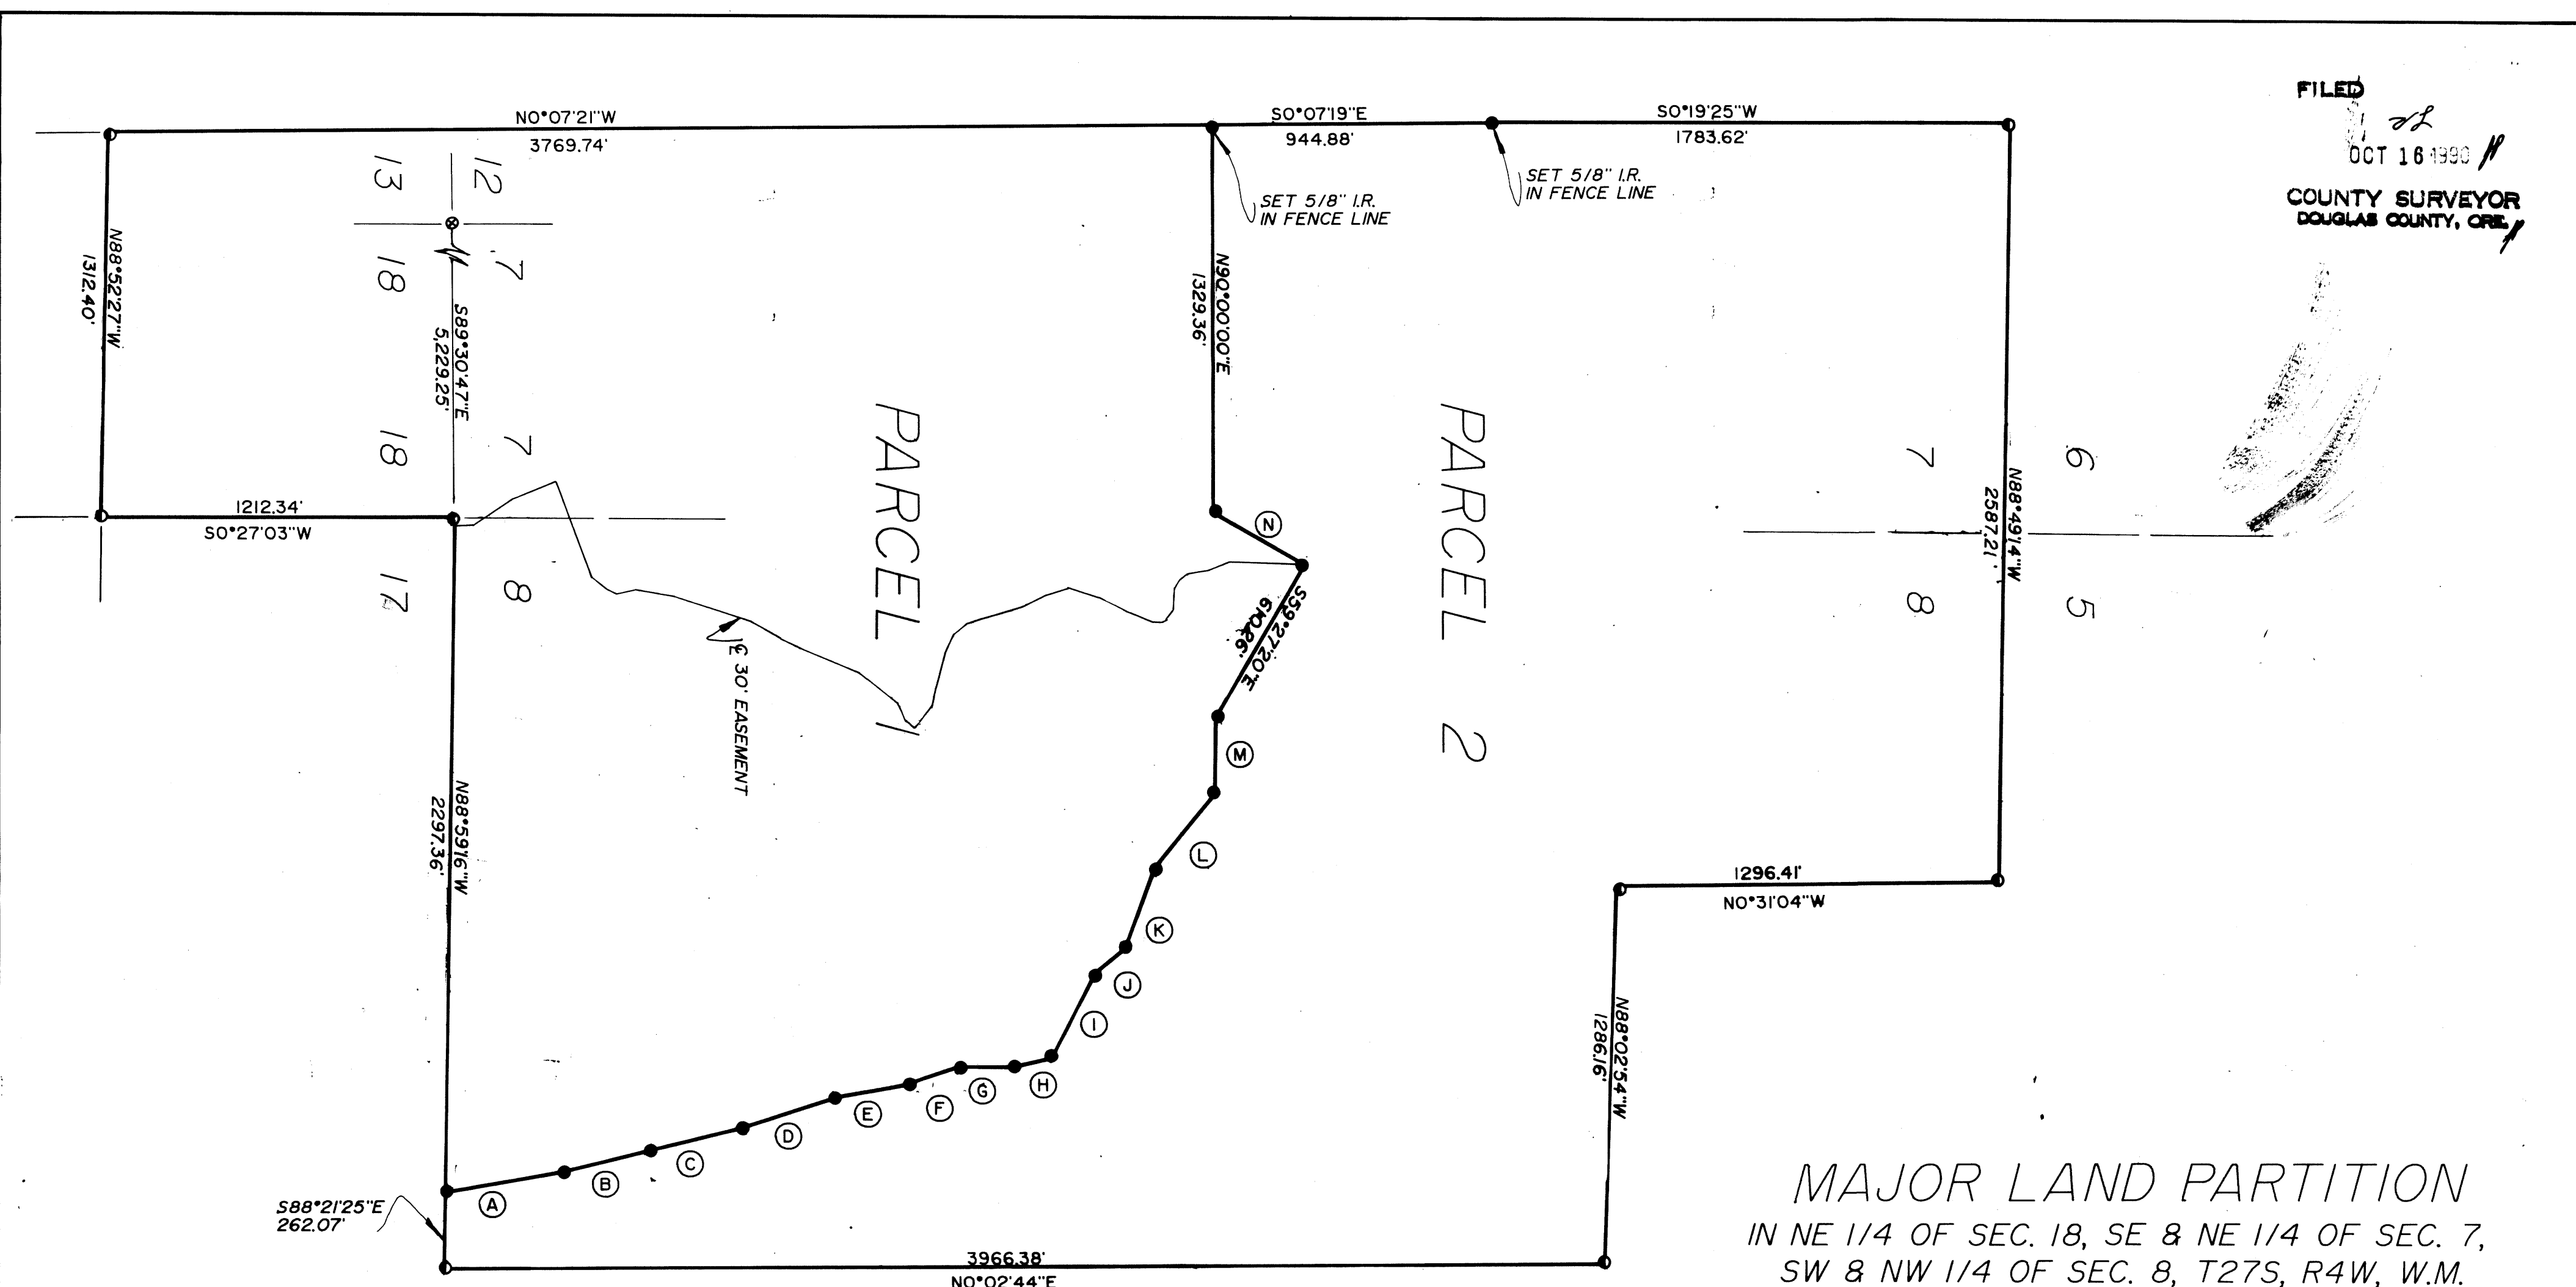 FILED
OCT 16 1990
COUNTY SURVEYOR
DOUGLAS COUNTY, ORE.
N0°07'21"W
3769.74'
S0°07'19"E
944.88'
S0°19'25"W
1783.62'
SET 5/8" I.R.
IN FENCE LINE
SET 5/8" I.R.
IN FENCE LINE
13
12
18
7
N88°52'27"W
1312.40'
S89°30'47"E
5,229.25'
N90°00'00"E
1329.36'
18
7
17
8
1212.34'
S0°27'03"W
PARCEL 1
PARCEL 2
7
6
8
5
N88°49'14"W
2587.21'
N
S59°27'20"E
℄ 30' EASEMENT
M
L
K
J
I
H
G
F
E
D
C
B
A
N88°59'16"W
2297.36'
1296.41'
N0°31'04"W
N88°02'54"W
1286.16'
S88°21'25"E
262.07'
3966.38'
N0°02'44"E
MAJOR LAND PARTITION
IN NE 1/4 OF SEC. 18, SE & NE 1/4 OF SEC. 7,
SW & NW 1/4 OF SEC. 8, T27S, R4W, W.M.